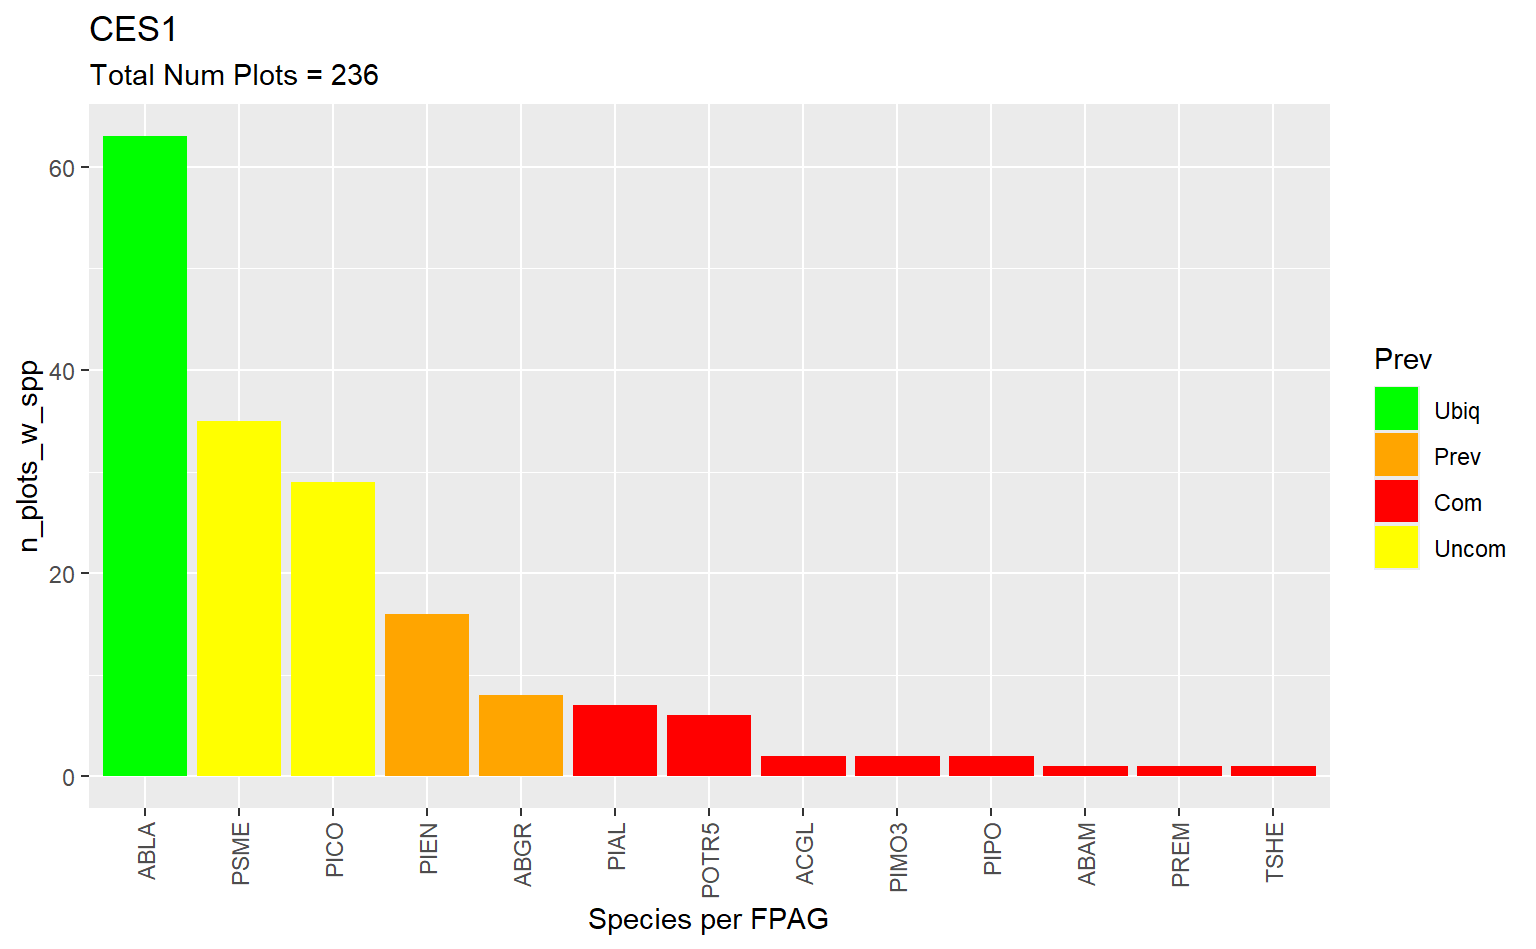 CES1
Total Num Plots = 236
n_plots_w_spp
60
40
20
0
ABLA
PSME
PICO
PIEN
ABGR
PIAL
POTR5
ACGL
PIMO3
PIPO
ABAM
PREM
TSHE
Species per FPAG
Prev
Ubiq
Prev
Com
Uncom